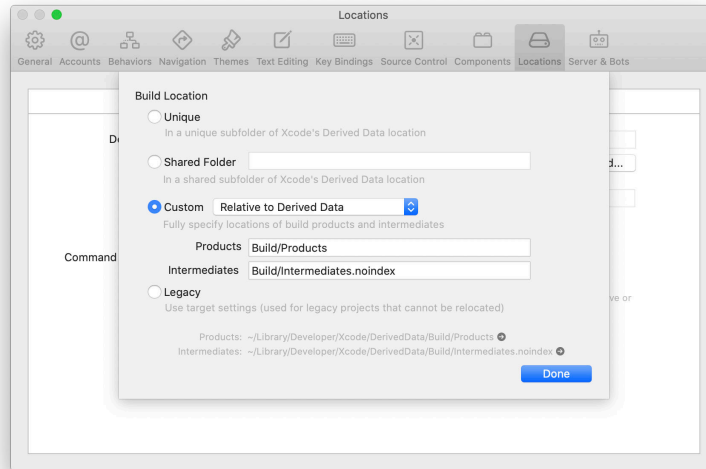 Locations
General Accounts Behaviors Navigation Themes Text Editing Key Bindings Source Control Components Locations Server & Bots
Build Location
Unique
In a unique subfolder of Xcode's Derived Data location
Shared Folder
In a shared subfolder of Xcode's Derived Data location
Custom Relative to Derived Data
Fully specify locations of build products and intermediates
Products Build/Products
Command
Intermediates Build/Intermediates.noindex
Legacy
Use target settings (used for legacy projects that cannot be relocated)
ve or
Products: ~/Library/Developer/Xcode/DerivedData/Build/Products
Intermediates: ~/Library/Developer/Xcode/DerivedData/Build/Intermediates.noindex
Done